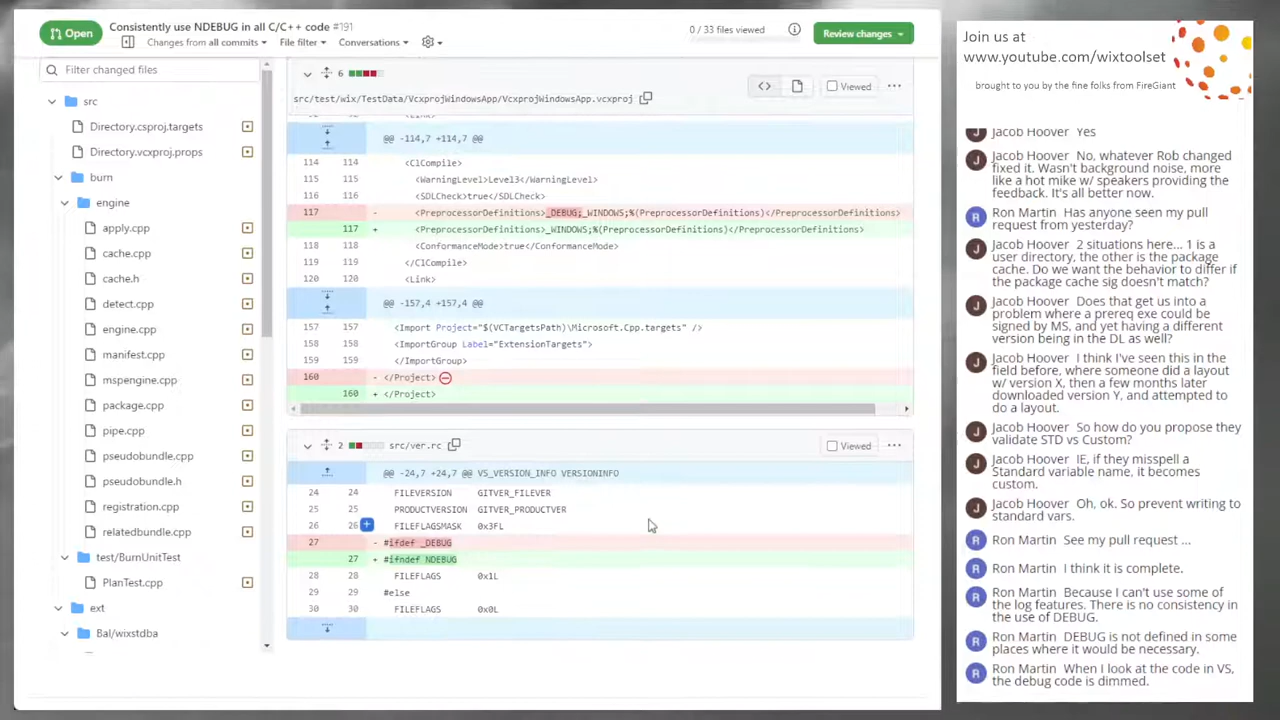 Open
Consistently use NDEBUG in all C/C++ code #191
Changes from all commits
File filter
Conversations
0 / 33 files viewed
Review changes
Filter changed files
src
Directory.csproj.targets
Directory.vcxproj.props
burn
engine
apply.cpp
cache.cpp
cache.h
detect.cpp
engine.cpp
manifest.cpp
mspengine.cpp
package.cpp
pipe.cpp
pseudobundle.cpp
pseudobundle.h
registration.cpp
relatedbundle.cpp
test/BurnUnitTest
PlanTest.cpp
ext
Bal/wixstdba
6
Viewed
src/test/wix/TestData/VcxprojWindowsApp/VcxprojWindowsApp.vcxproj
@@ -114,7 +114,7 @@
114 114 <ClCompile>
115 115 <WarningLevel>Level3</WarningLevel>
116 116 <SDLCheck>true</SDLCheck>
117 - <PreprocessorDefinitions>_DEBUG;_WINDOWS;%(PreprocessorDefinitions)</PreprocessorDefinitions>
117 + <PreprocessorDefinitions>_WINDOWS;%(PreprocessorDefinitions)</PreprocessorDefinitions>
118 118 <ConformanceMode>true</ConformanceMode>
119 119 </ClCompile>
120 120 <Link>
@@ -157,4 +157,4 @@
157 157 <Import Project="$(VCTargetsPath)\Microsoft.Cpp.targets" />
158 158 <ImportGroup Label="ExtensionTargets">
159 159 </ImportGroup>
160 - </Project>
160 + </Project>
2
src/ver.rc
Viewed
@@ -24,7 +24,7 @@ VS_VERSION_INFO VERSIONINFO
24 24 FILEVERSION GITVER_FILEVER
25 25 PRODUCTVERSION GITVER_PRODUCTVER
26 26 FILEFLAGSMASK 0x3FL
27 - #ifdef _DEBUG
27 + #ifndef NDEBUG
28 28 FILEFLAGS 0x1L
29 29 #else
30 30 FILEFLAGS 0x0L
Join us at
www.youtube.com/wixtoolset
brought to you by the fine folks from FireGiant
J Jacob Hoover Yes
J Jacob Hoover No, whatever Rob changed
fixed it. Wasn't background noise, more
like a hot mike w/ speakers providing the
feedback. It's all better now.
R Ron Martin Has anyone seen my pull
request from yesterday?
J Jacob Hoover 2 situations here... 1 is a
user directory, the other is the package
cache. Do we want the behavior to differ if
the package cache sig doesn't match?
J Jacob Hoover Does that get us into a
problem where a prereq exe could be
signed by MS, and yet having a different
version being in the DL as well?
J Jacob Hoover I think I've seen this in the
field before, where someone did a layout
w/ version X, then a few months later
downloaded version Y, and attempted to
do a layout.
J Jacob Hoover So how do you propose they
validate STD vs Custom?
J Jacob Hoover IE, if they misspell a
Standard variable name, it becomes
custom.
J Jacob Hoover Oh, ok. So prevent writing to
standard vars.
R Ron Martin See my pull request ...
R Ron Martin I think it is complete.
R Ron Martin Because I can't use some of
the log features. There is no consistency in
the use of DEBUG.
R Ron Martin DEBUG is not defined in some
places where it would be necessary.
R Ron Martin When I look at the code in VS,
the debug code is dimmed.